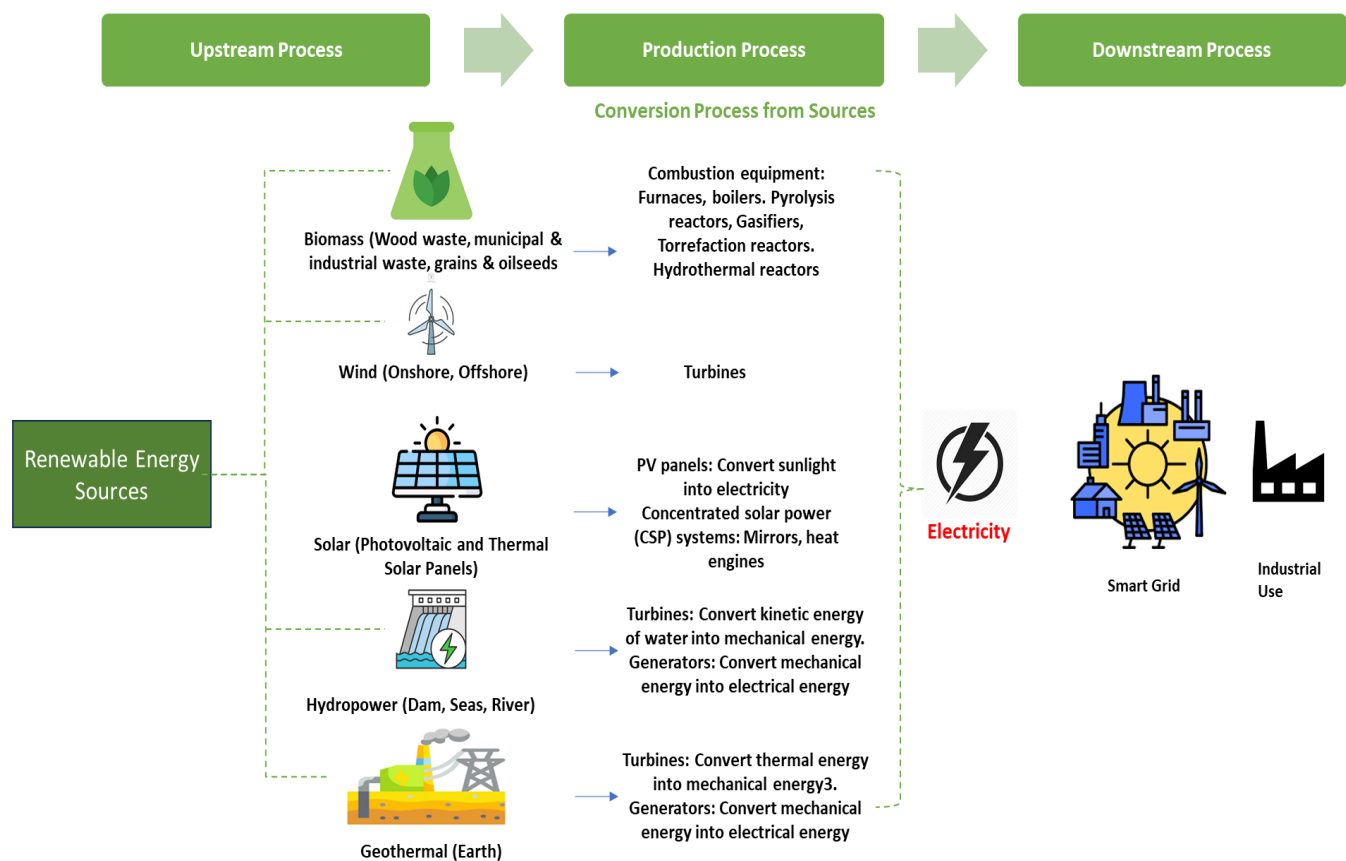 Upstream Process
Production Process
Downstream Process
Conversion Process from Sources
Renewable Energy
Sources
Biomass (Wood waste, municipal &
industrial waste, grains & oilseeds
Combustion equipment:
Furnaces, boilers. Pyrolysis
reactors, Gasifiers,
Torrefaction reactors.
Hydrothermal reactors
Wind (Onshore, Offshore)
Turbines
Solar (Photovoltaic and Thermal
Solar Panels)
PV panels: Convert sunlight
into electricity
Concentrated solar power
(CSP) systems: Mirrors, heat
engines
Hydropower (Dam, Seas, River)
Turbines: Convert kinetic energy
of water into mechanical energy.
Generators: Convert mechanical
energy into electrical energy
Geothermal (Earth)
Turbines: Convert thermal energy
into mechanical energy3.
Generators: Convert mechanical
energy into electrical energy
Electricity
Smart Grid
Industrial
Use